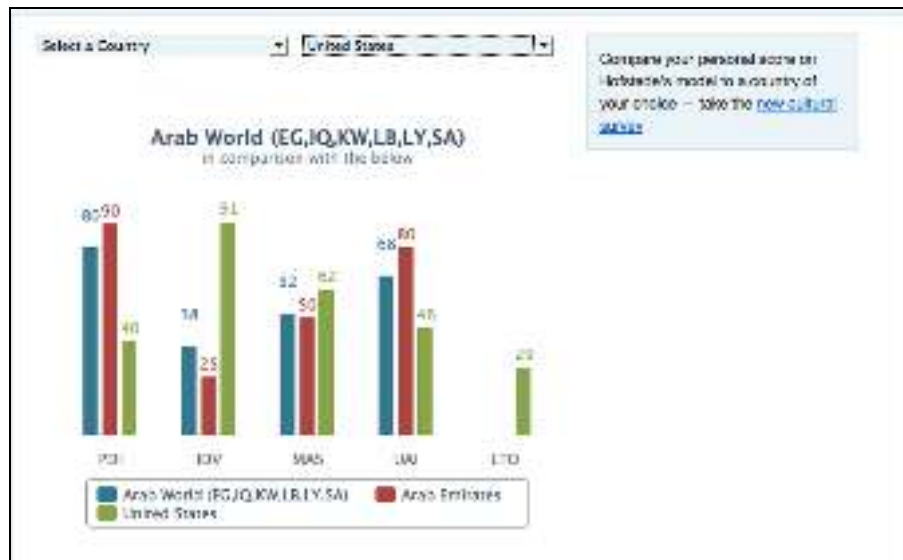 Select a Country
United States
Compare your personal score on
Hofstede's model to a country of
your choice – take the new cultural
survey
Arab World (EG,IQ,KW,LB,LY,SA)
in comparison with the below
80 90 40
38 25 91
52 50 62
68 80 46
29
PDI IDV MAS UAI LTO
Arab World (EG,IQ,KW,LB,LY,SA) Arab Emirates
United States